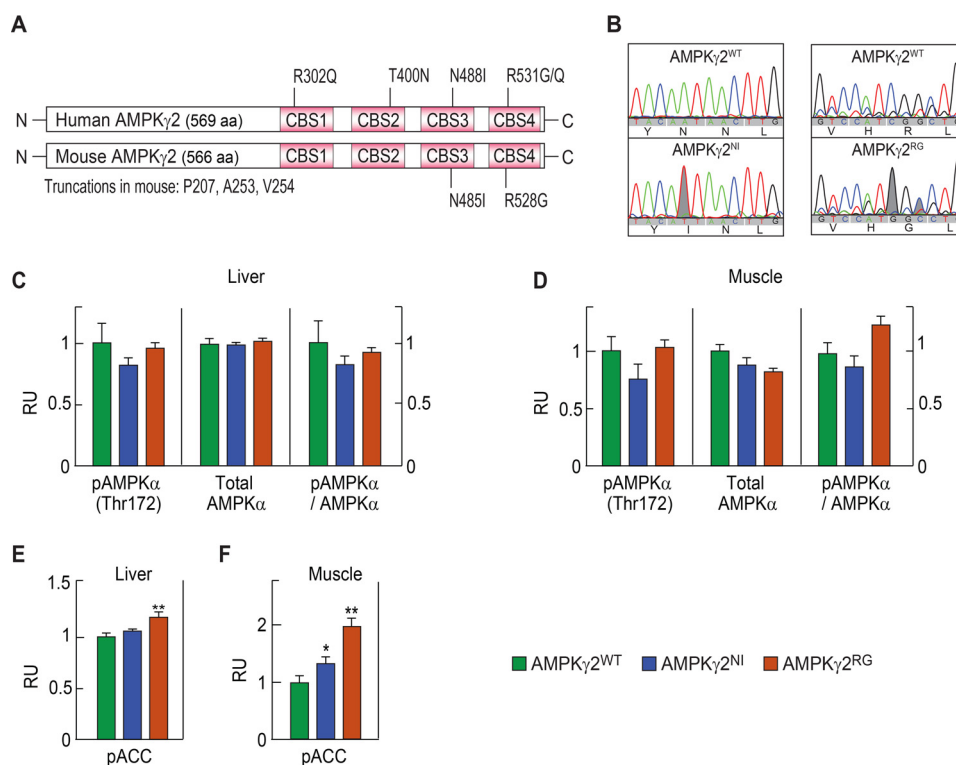 A
R302Q
T400N
N488I
R531G/Q
N
Human AMPKγ2 (569 aa)
CBS1
CBS2
CBS3
CBS4
C
N
Mouse AMPKγ2 (566 aa)
CBS1
CBS2
CBS3
CBS4
C
Truncations in mouse: P207, A253, V254
N485I
R528G
B
AMPKγ2WT
T A C A A T A A C T T G
Y N N L
AMPKγ2NI
T A C A T T A A C T T G
Y I N L
AMPKγ2WT
G T C C A T C G G C T
V H R L
AMPKγ2RG
G T C C A T G G C C T
V H G L
C
Liver
RU
1
0.5
0
1
0.5
0
pAMPKα
(Thr172)
Total
AMPKα
pAMPKα
/ AMPKα
D
Muscle
RU
1
0.5
0
1
0.5
0
pAMPKα
(Thr172)
Total
AMPKα
pAMPKα
/ AMPKα
E
Liver
RU
1.5
1
0.5
0
**
pACC
F
Muscle
RU
2
1
0
*
**
pACC
AMPKγ2WT
AMPKγ2NI
AMPKγ2RG